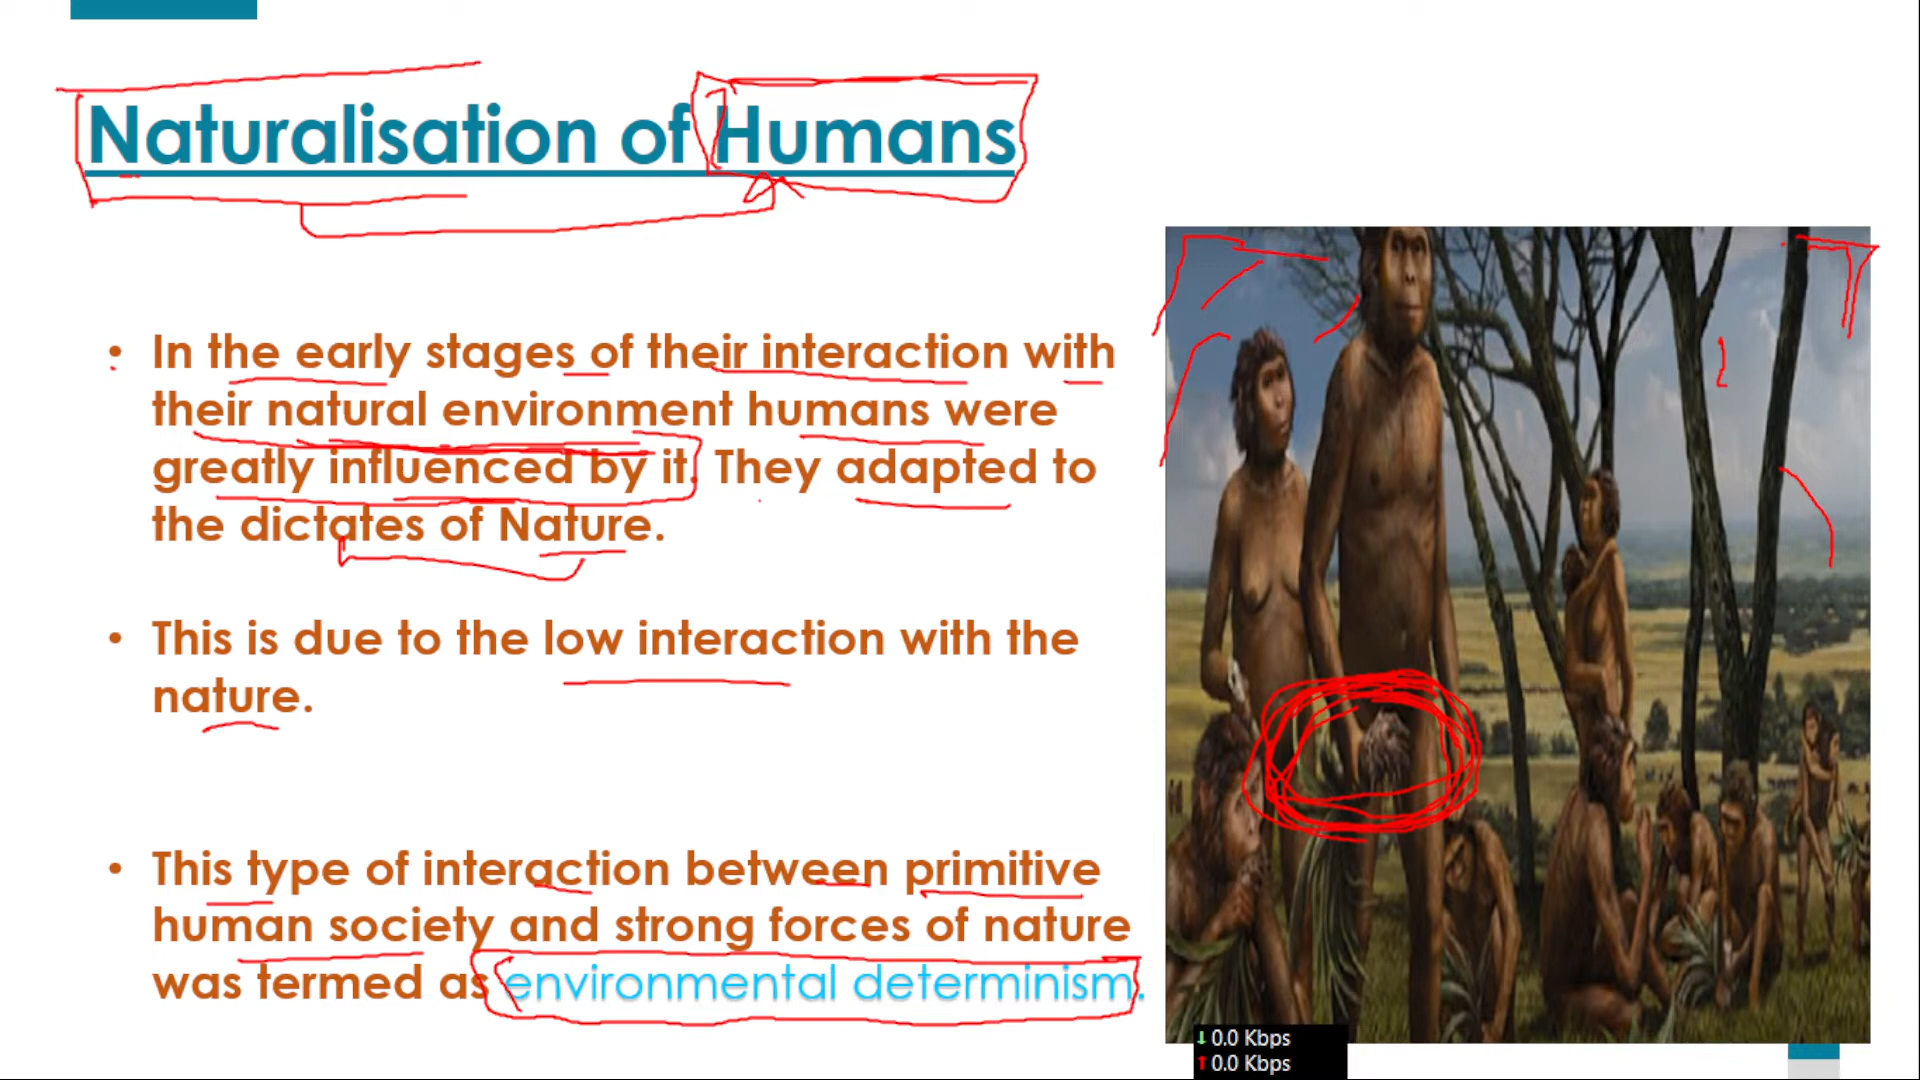 Naturalisation of Humans
• In the early stages of their interaction with
their natural environment humans were
greatly influenced by it. They adapted to
the dictates of Nature.
• This is due to the low interaction with the
nature.
• This type of interaction between primitive
human society and strong forces of nature
was termed as environmental determinism.
↓ 0.0 Kbps
↑ 0.0 Kbps